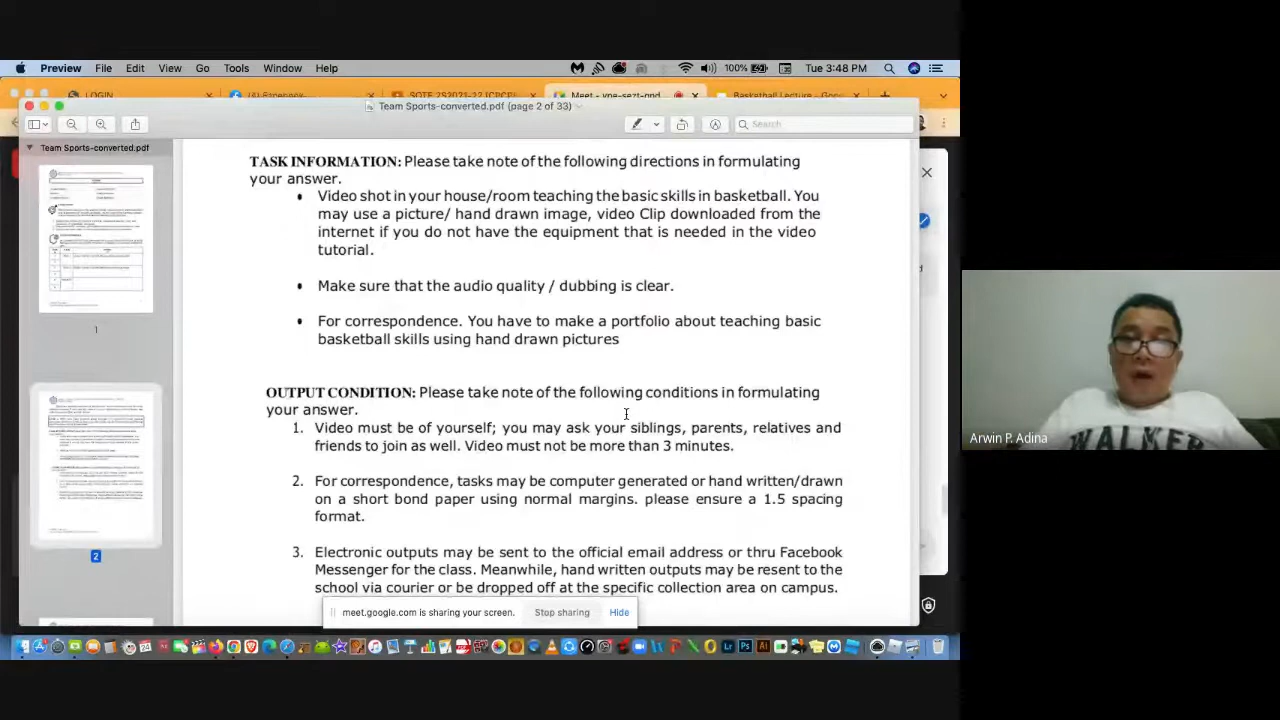 Preview File Edit View Go Tools Window Help 100% Tue 3:48 PM
LOGIN
Team Sports-converted.pdf (page 2 of 33)
Search
Team Sports-converted.pdf
1
2
TASK INFORMATION: Please take note of the following directions in formulating
your answer.
• Video shot in your house/room teaching the basic skills in basketball. You
may use a picture/ hand drawn image, video Clip downloaded from the
internet if you do not have the equipment that is needed in the video
tutorial.
• Make sure that the audio quality / dubbing is clear.
• For correspondence. You have to make a portfolio about teaching basic
basketball skills using hand drawn pictures
OUTPUT CONDITION: Please take note of the following conditions in formulating
your answer.
1. Video must be of yourself; you may ask your siblings, parents, relatives and
friends to join as well. Video must not be more than 3 minutes.
2. For correspondence, tasks may be computer generated or hand written/drawn
on a short bond paper using normal margins. please ensure a 1.5 spacing
format.
3. Electronic outputs may be sent to the official email address or thru Facebook
Messenger for the class. Meanwhile, hand written outputs may be resent to the
school via courier or be dropped off at the specific collection area on campus.
meet.google.com is sharing your screen. Stop sharing Hide
WALKER
Arwin P. Adina